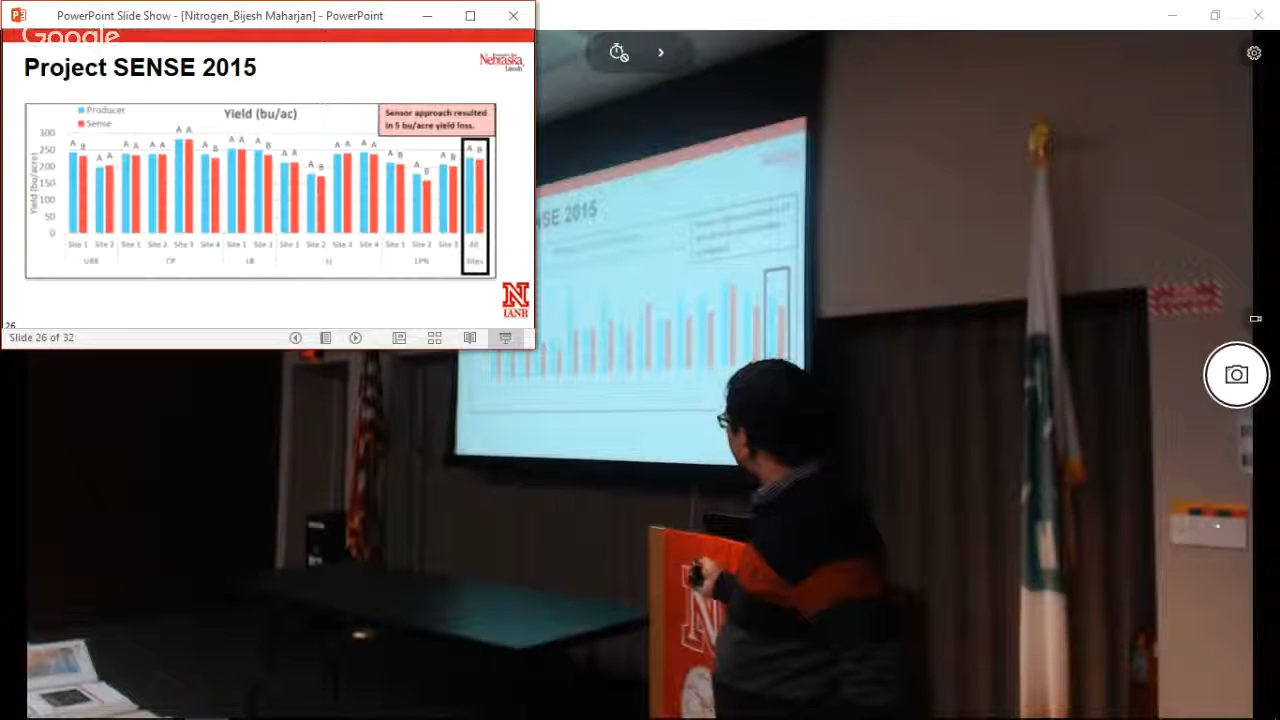 PowerPoint Slide Show - [Nitrogen_Bijesh Maharjan] - PowerPoint
Google
Project SENSE 2015
Nebraska
Lincoln
Producer
Sense
Yield (bu/ac)
Sensor approach resulted
in 5 bu/acre yield loss.
Yield (bu/acre)
300
250
200
150
100
50
0
A B A A A A A A A A A B A A A B A A A B A A A A A B A B A B A B
Site 1 Site 2 Site 1 Site 2 Site 3 Site 4 Site 1 Site 3 Site 1 Site 2 Site 3 Site 4 Site 1 Site 2 Site 3 All
CP LB LL LPN Sites
N
IANR
26
Slide 26 of 32
NSE 2015
N